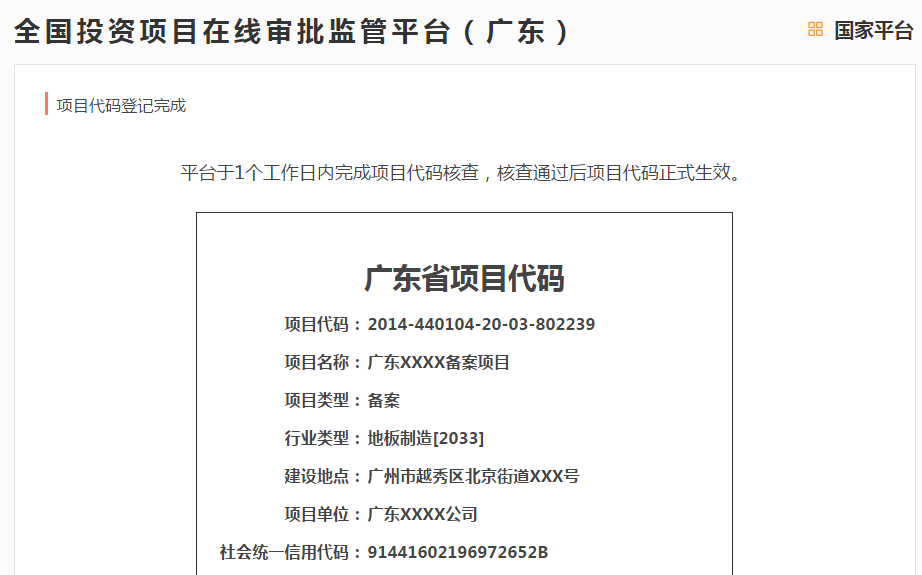 全国投资项目在线审批监管平台（广东）
国家平台
项目代码登记完成
平台于1个工作日内完成项目代码核查，核查通过后项目代码正式生效。
广东省项目代码
项目代码：2014-440104-20-03-802239
项目名称：广东XXXX备案项目
项目类型：备案
行业类型：地板制造[2033]
建设地点：广州市越秀区北京街道XXX号
项目单位：广东XXXX公司
社会统一信用代码：91441602196972652B